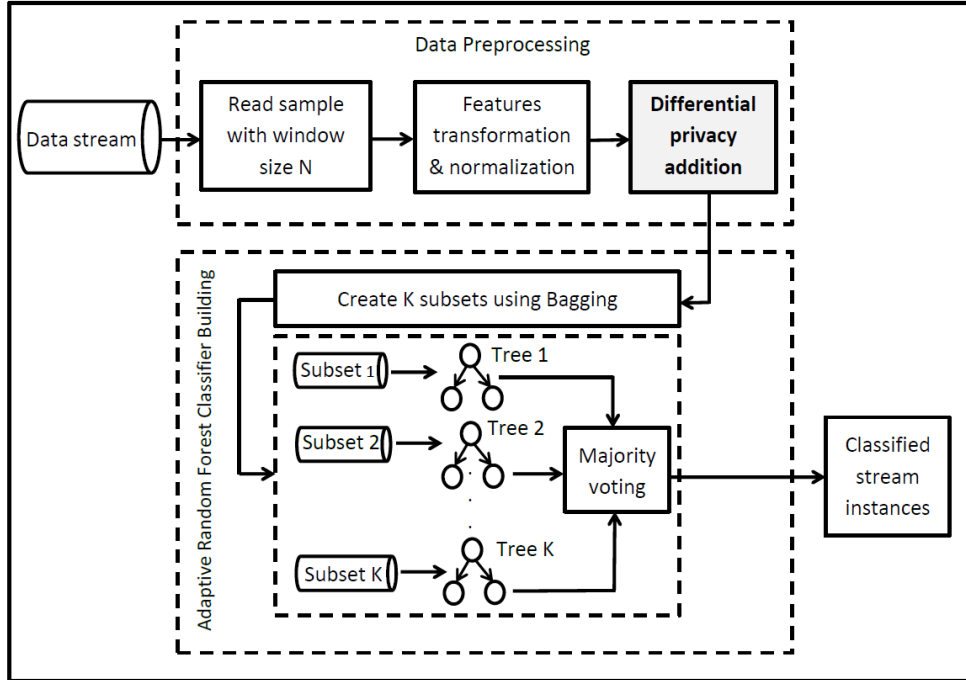 Data Preprocessing
Data stream
Read sample
with window
size N
Features
transformation
& normalization
Differential
privacy
addition
Adaptive Random Forest Classifier Building
Create K subsets using Bagging
Subset 1
Tree 1
Subset 2
Tree 2
Majority
voting
Classified
stream
instances
Subset K
Tree K